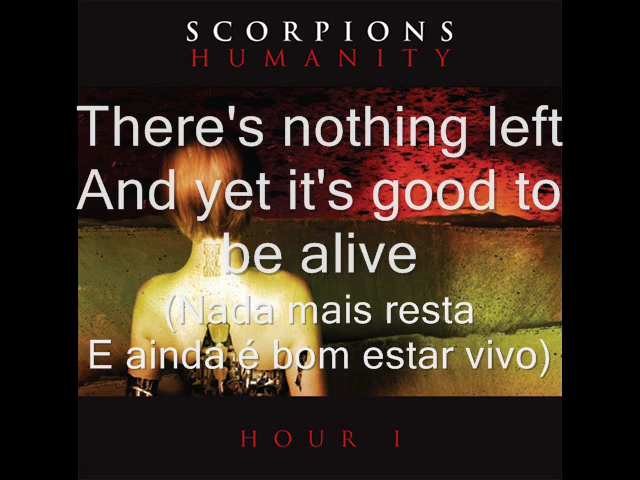 SCORPIONS
HUMANITY
There's nothing left
And yet it's good to
be alive
(Nada mais resta
E ainda é bom estar vivo)
HOUR I